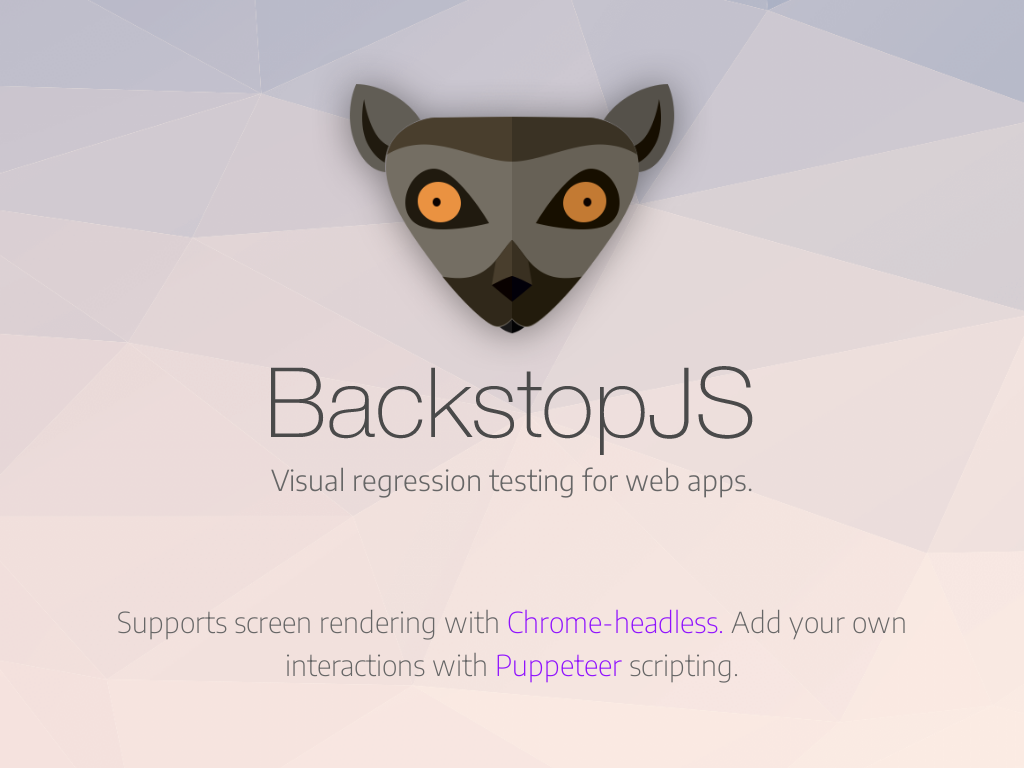 BackstopJS
Visual regression testing for web apps.
Supports screen rendering with Chrome-headless. Add your own
interactions with Puppeteer scripting.